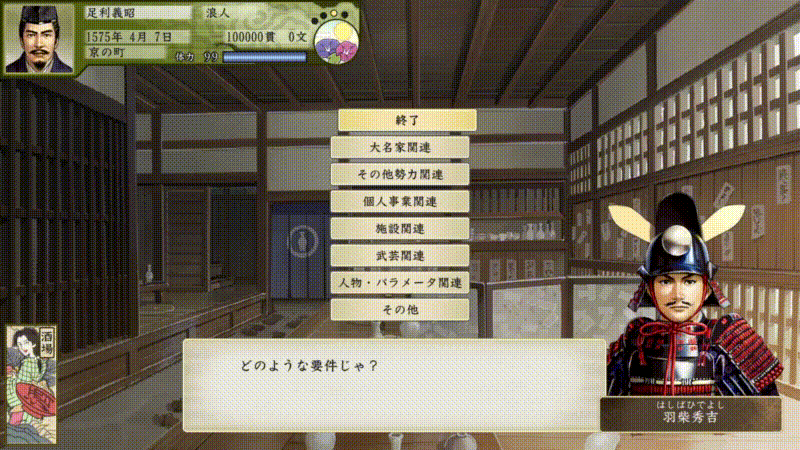 足利義昭 浪人
1575年 4月 7日 100000貫 0文
京の町 体力 99
終了
大名家関連
その他勢力関連
個人事業関連
施設関連
武芸関連
人物・パラメータ関連
その他
酒場
どのような要件じゃ？
はしばひでよし
羽柴秀吉